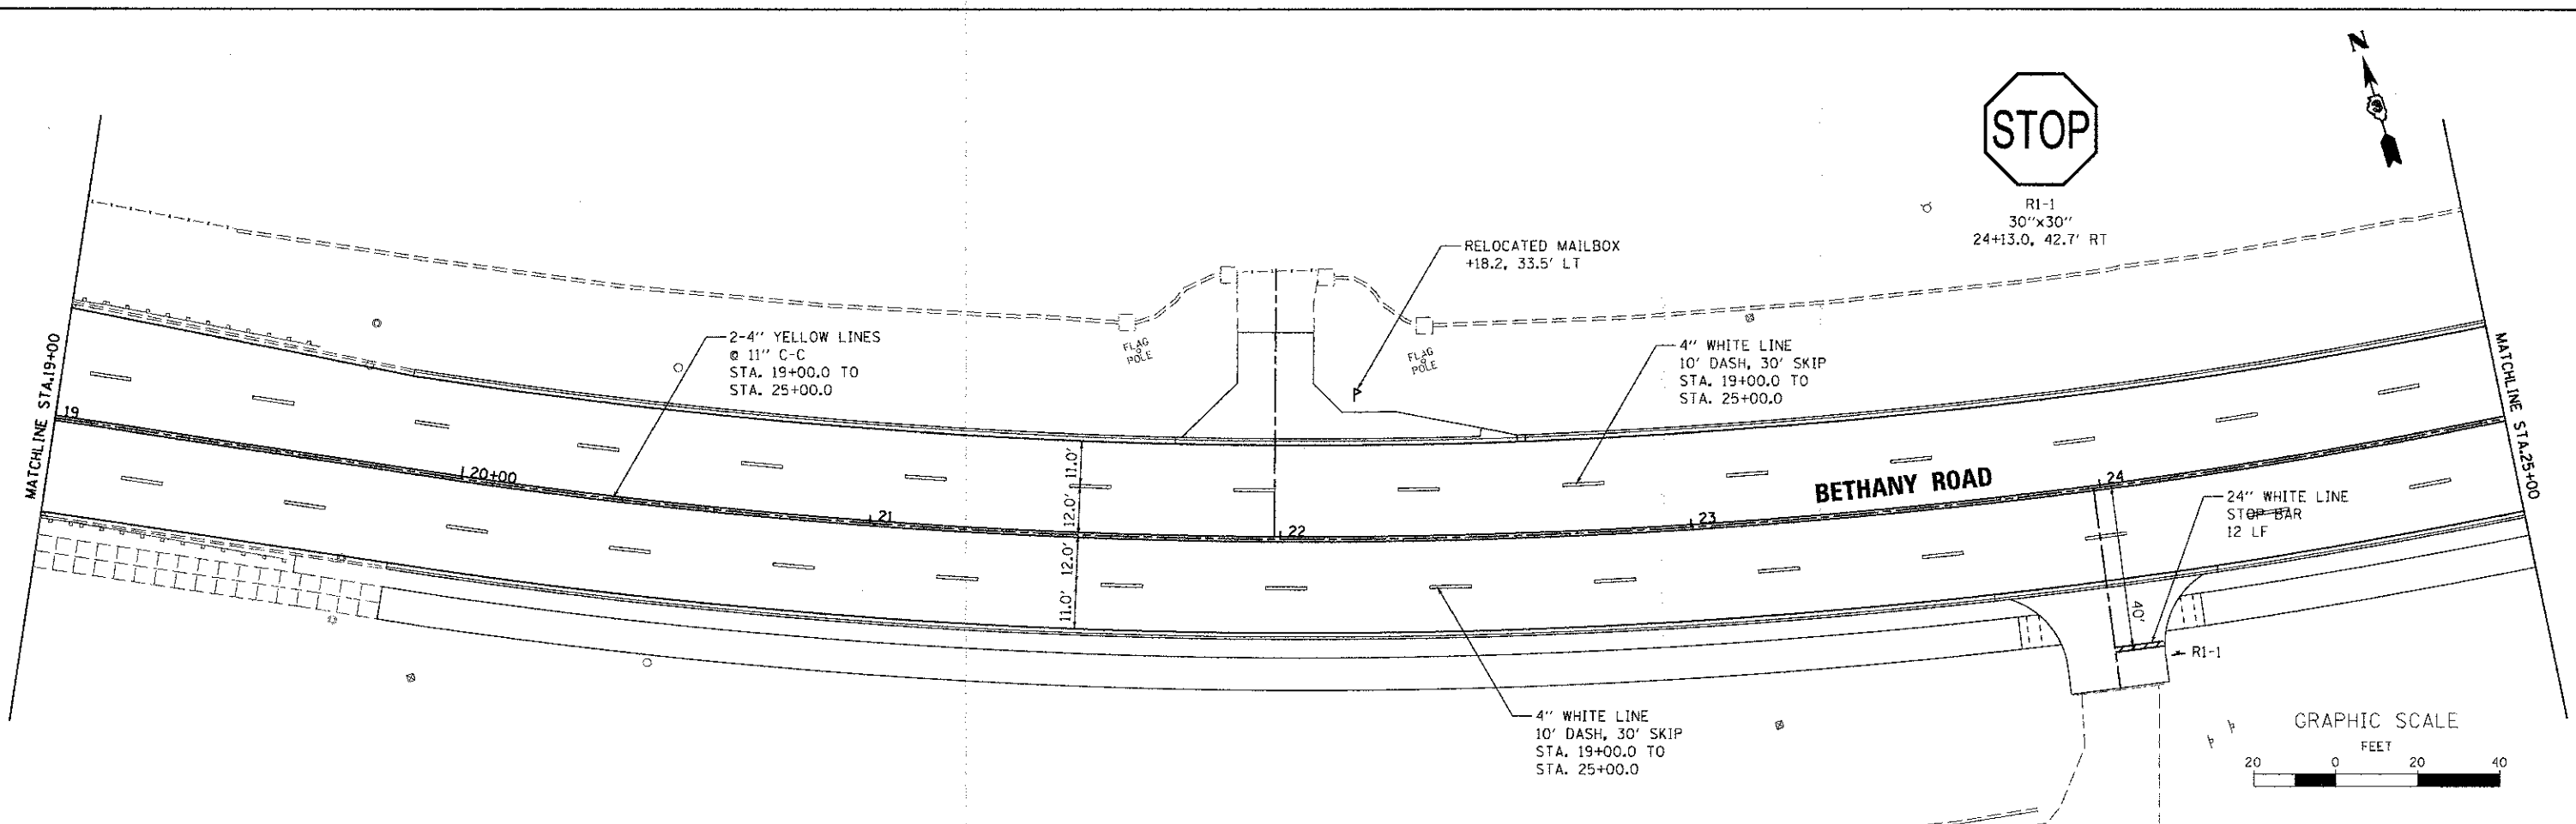 N
STOP
R1-1
30"x30"
24+13.0, 42.7' RT
RELOCATED MAILBOX
+18.2, 33.5' LT
MATCHLINE STA.19+00
2-4" YELLOW LINES
@ 11" C-C
STA. 19+00.0 TO
STA. 25+00.0
FLAG
POLE
FLAG
POLE
4" WHITE LINE
10' DASH, 30' SKIP
STA. 19+00.0 TO
STA. 25+00.0
MATCHLINE STA.25+00
19
20+00
21
22
23
24
11.0'
12.0'
12.0'
11.0'
BETHANY ROAD
24" WHITE LINE
STOP BAR
12 LF
40'
R1-1
4" WHITE LINE
10' DASH, 30' SKIP
STA. 19+00.0 TO
STA. 25+00.0
GRAPHIC SCALE
FEET
20 0 20 40